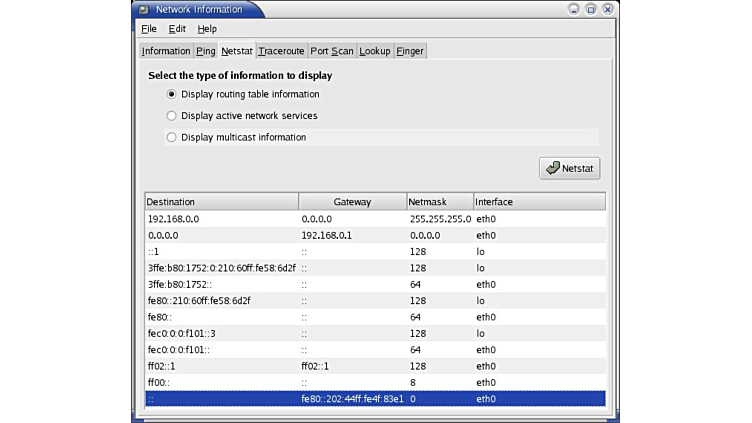 Network Information
File Edit Help
Information Ping Netstat Traceroute Port Scan Lookup Finger
Select the type of information to display
Display routing table information
Display active network services
Display multicast information
Netstat
Destination Gateway Netmask Interface
192.168.0.0 0.0.0.0 255.255.255.0 eth0
0.0.0.0 192.168.0.1 0.0.0.0 eth0
::1 :: 128 lo
3ffe:b80:1752:0:210:60ff:fe58:6d2f :: 128 lo
3ffe:b80:1752:: :: 64 eth0
fe80::210:60ff:fe58:6d2f :: 128 lo
fe80:: :: 64 eth0
fec0:0:0:f101::3 :: 128 lo
fec0:0:0:f101:: :: 64 eth0
ff02::1 ff02::1 128 eth0
ff00:: :: 8 eth0
:: fe80::202:44ff:fe4f:83e1 0 eth0